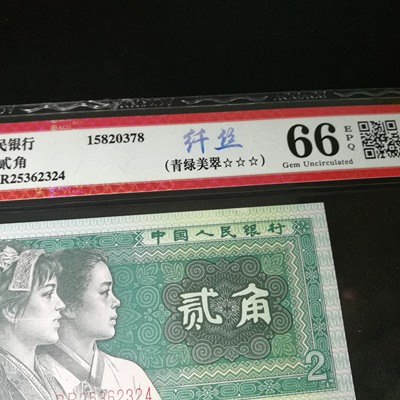 民银行
贰角
R25362324
15820378
纤丝
(青绿美翠☆☆☆)
66 EPQ
Gem Uncirculated
中国人民银行
贰角
2
25362324